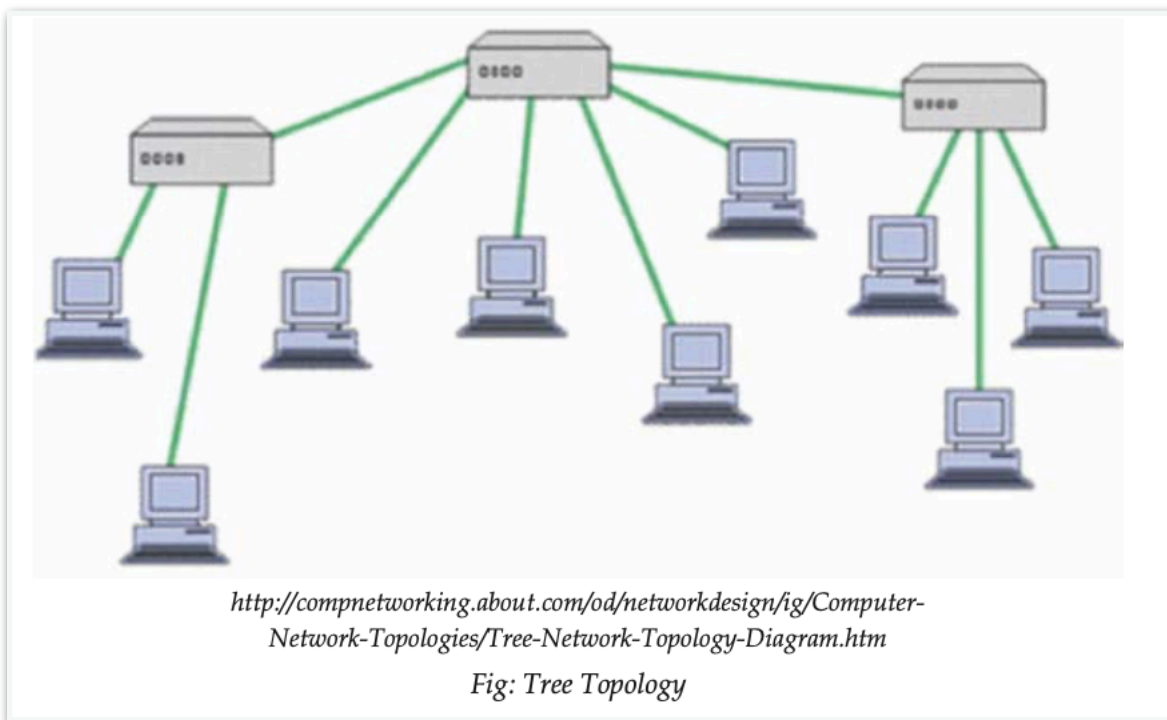 http://compnetworking.about.com/od/networkdesign/ig/Computer-
Network-Topologies/Tree-Network-Topology-Diagram.htm
Fig: Tree Topology